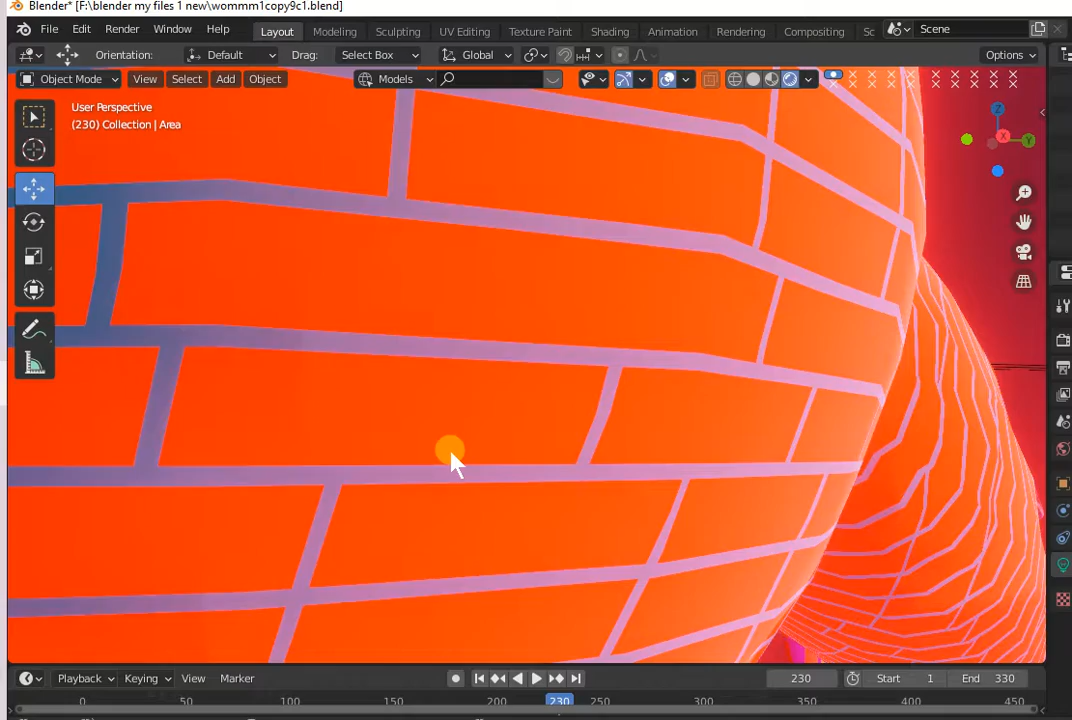 Blender* [F:\blender my files 1 new\wommm1copy9c1.blend]
File Edit Render Window Help Layout Modeling Sculpting UV Editing Texture Paint Shading Animation Rendering Compositing Sc Scene
Orientation: Default Drag: Select Box Global Options
Object Mode View Select Add Object Models
User Perspective
(230) Collection | Area
Z
X
Y
Playback Keying View Marker 230 Start 1 End 330
0 50 100 150 200 230 250 300 350 400 450